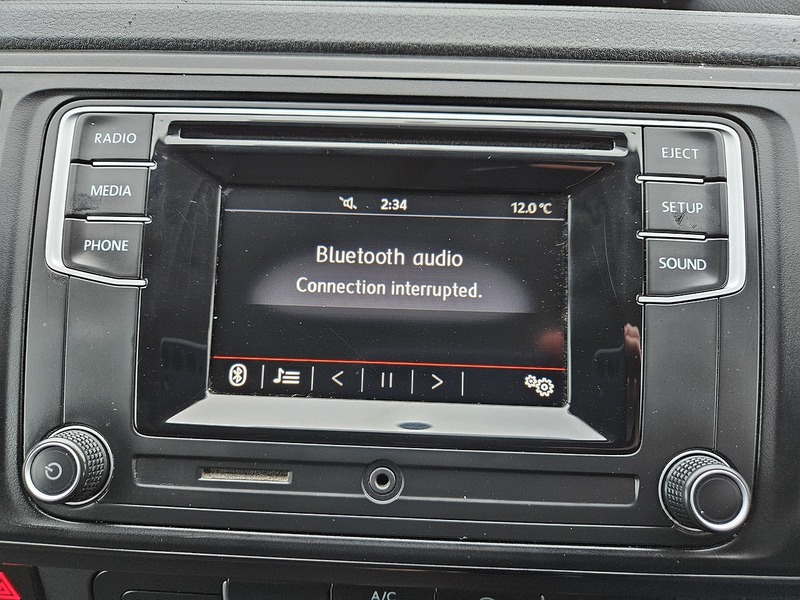 RADIO
MEDIA
PHONE
EJECT
SETUP
SOUND
2:34
12.0°C
Bluetooth audio
Connection interrupted.
A/C